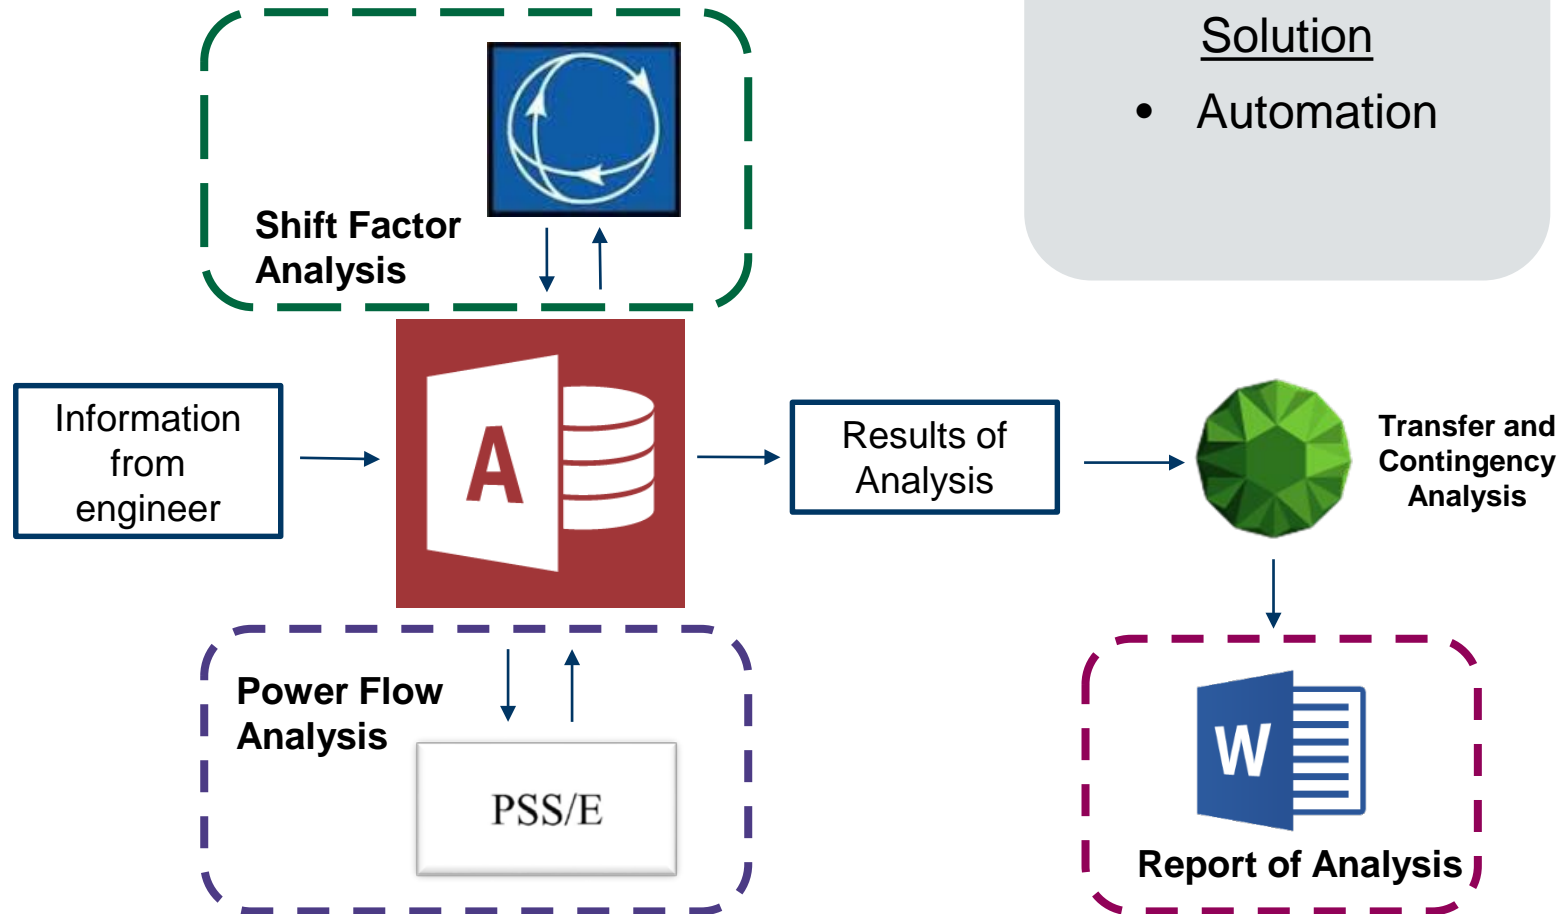 Solution
• Automation
Shift Factor
Analysis
Information
from
engineer
A
Results of
Analysis
Transfer and
Contingency
Analysis
Power Flow
Analysis
PSS/E
W
Report of Analysis